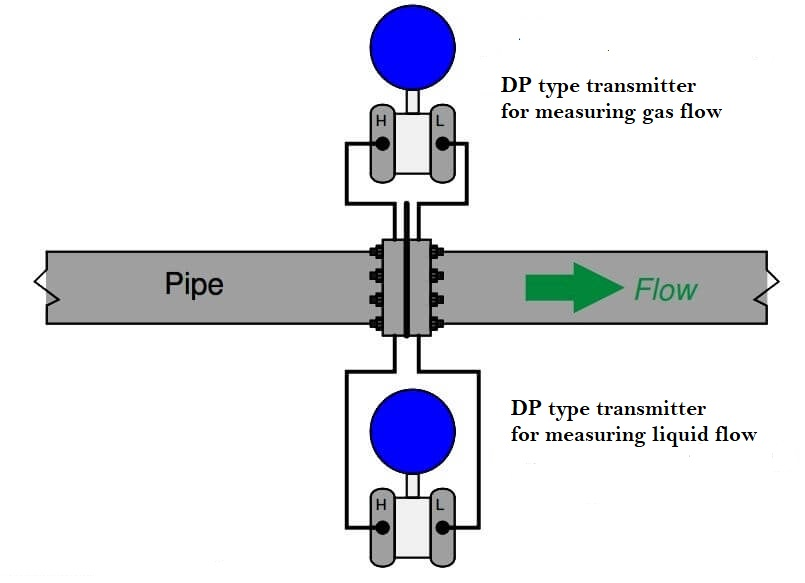 DP type transmitter
for measuring gas flow
H L
Pipe
Flow
DP type transmitter
for measuring liquid flow
H L